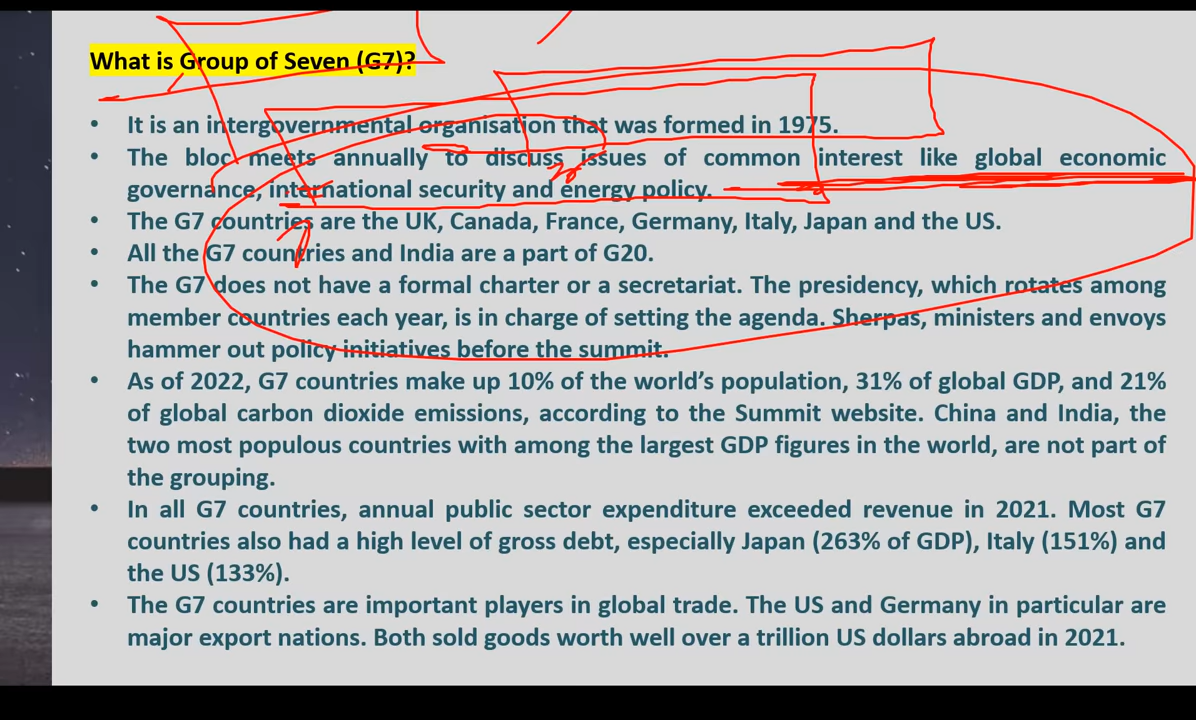 What is Group of Seven (G7)?
• It is an intergovernmental organisation that was formed in 1975.
• The bloc meets annually to discuss issues of common interest like global economic
governance, international security and energy policy.
• The G7 countries are the UK, Canada, France, Germany, Italy, Japan and the US.
• All the G7 countries and India are a part of G20.
• The G7 does not have a formal charter or a secretariat. The presidency, which rotates among
member countries each year, is in charge of setting the agenda. Sherpas, ministers and envoys
hammer out policy initiatives before the summit.
• As of 2022, G7 countries make up 10% of the world’s population, 31% of global GDP, and 21%
of global carbon dioxide emissions, according to the Summit website. China and India, the
two most populous countries with among the largest GDP figures in the world, are not part of
the grouping.
• In all G7 countries, annual public sector expenditure exceeded revenue in 2021. Most G7
countries also had a high level of gross debt, especially Japan (263% of GDP), Italy (151%) and
the US (133%).
• The G7 countries are important players in global trade. The US and Germany in particular are
major export nations. Both sold goods worth well over a trillion US dollars abroad in 2021.